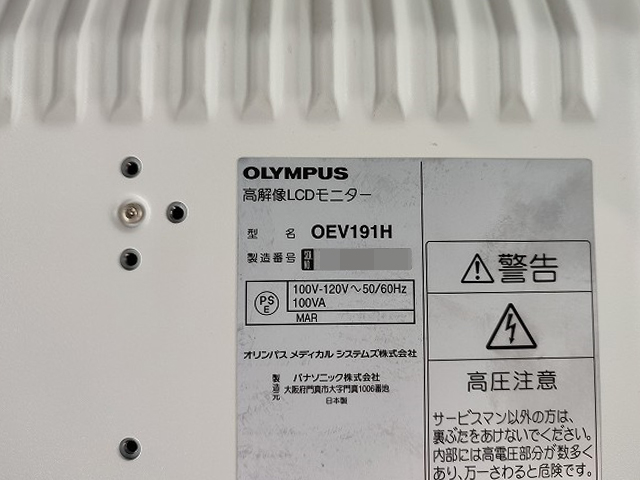 OLYMPUS
高解像LCDモニター
型 名 OEV191H
製造番号
PS
E
100V-120V～50/60Hz
100VA
MAR
オリンパス メディカル システムズ株式会社
製造元
パナソニック株式会社
大阪府門真市大字門真1006番地
日本製
警告
高圧注意
サービスマン以外の方は、
裏ぶたをあけないでください。
内部には高電圧部分が数多く
あり、万一さわると危険です。